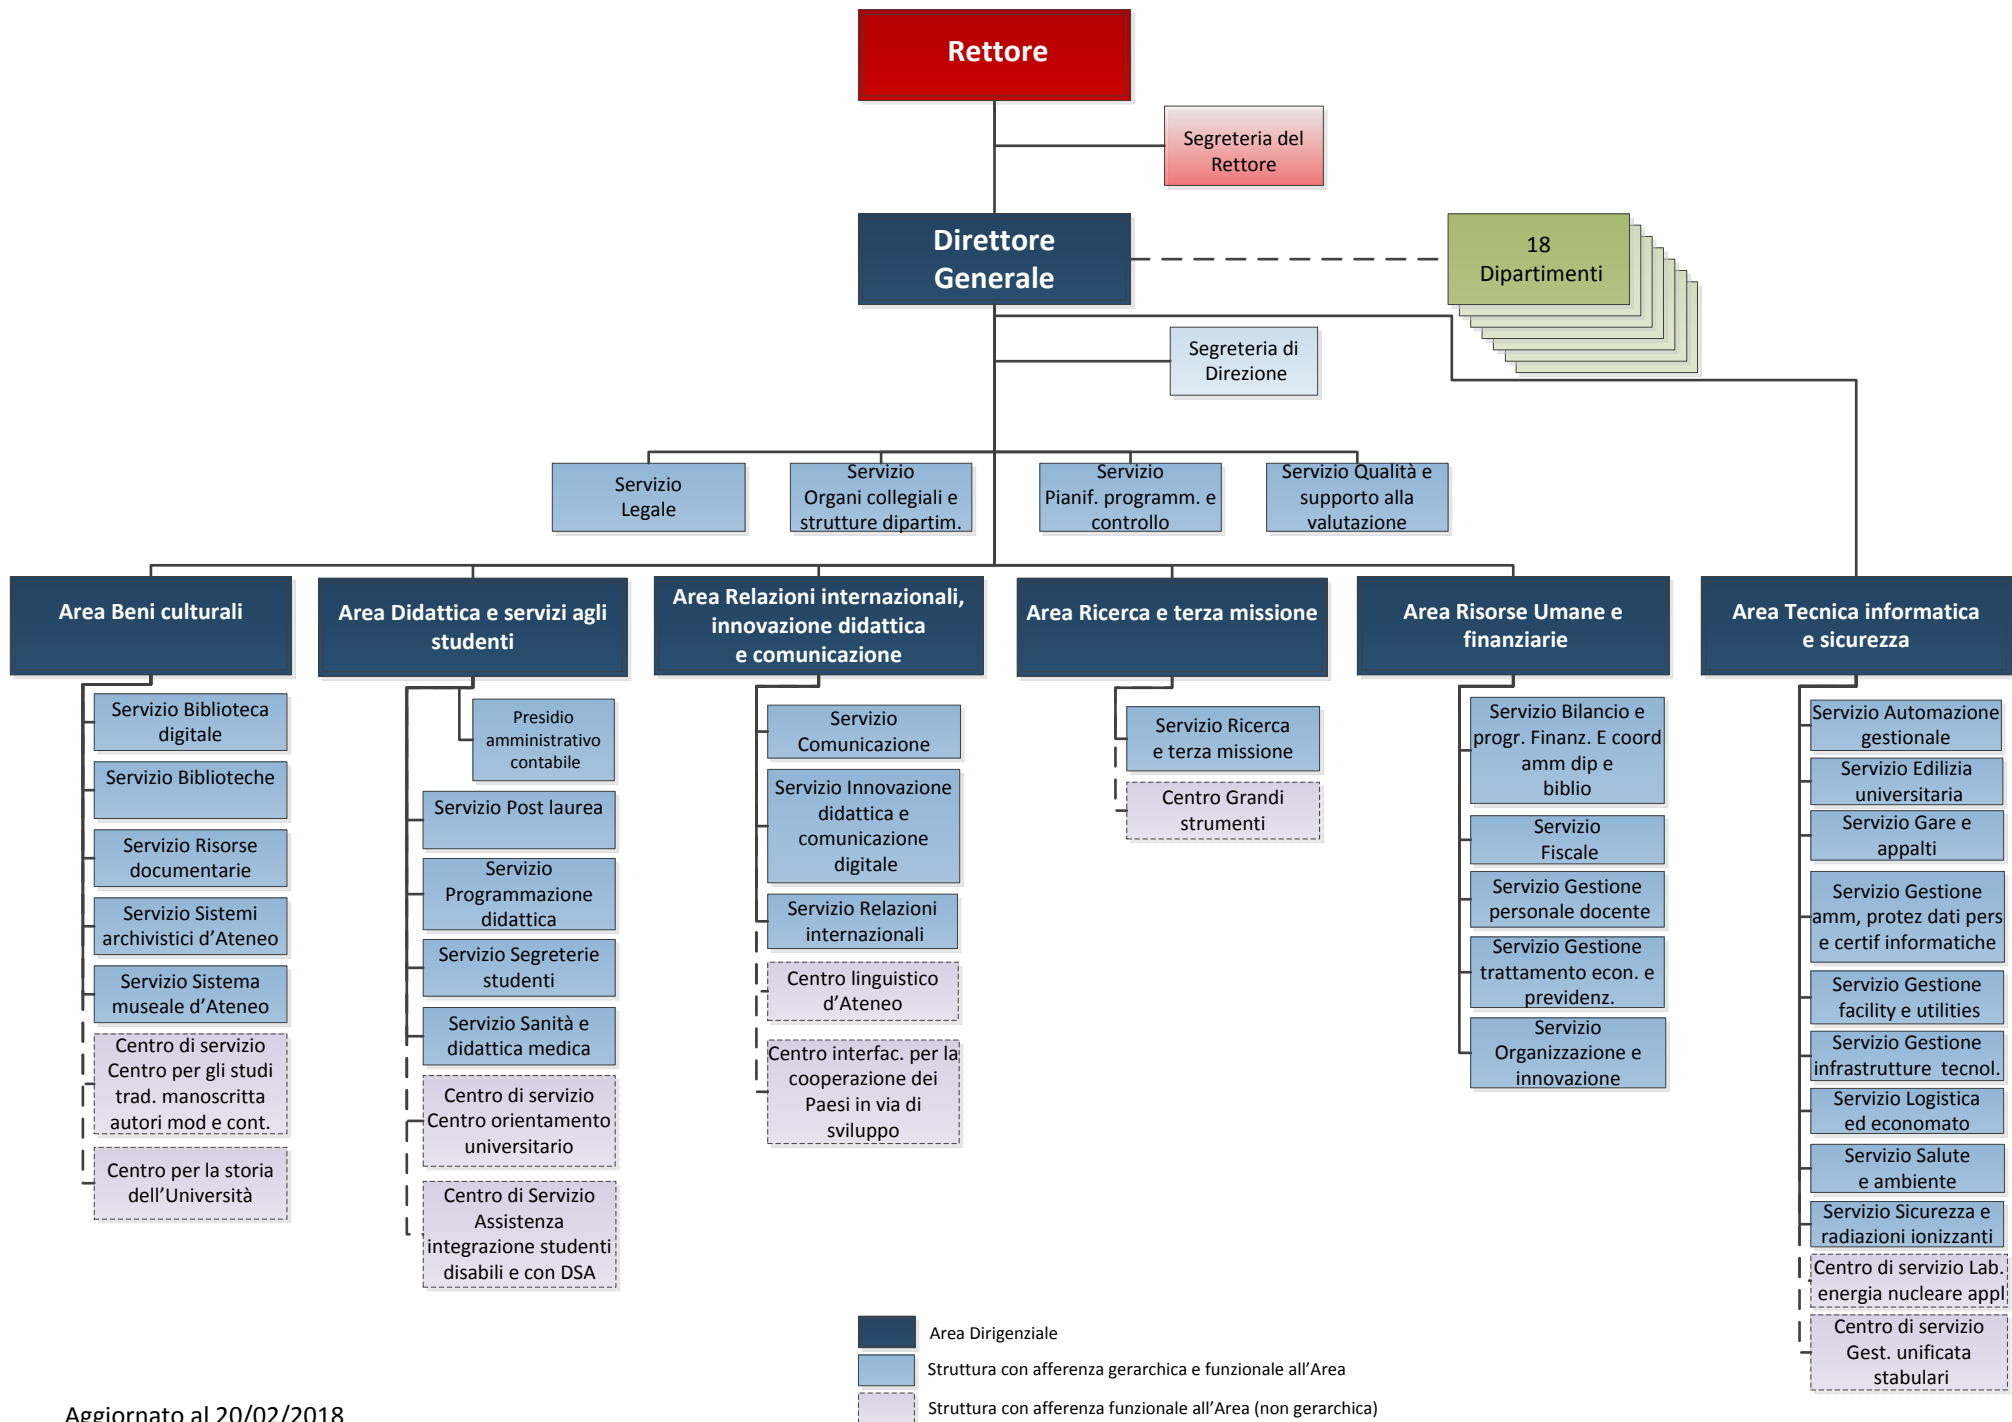 Rettore
Segreteria del
Rettore
Direttore
Generale
18
Dipartimenti
Segreteria di
Direzione
Servizio
Legale
Servizio
Organi collegiali e
strutture dipartim.
Servizio
Pianif. programm. e
controllo
Servizio Qualità e
supporto alla
valutazione
Area Beni culturali
Servizio Biblioteca
digitale
Servizio Biblioteche
Servizio Risorse
documentarie
Servizio Sistemi
archivistici d’Ateneo
Servizio Sistema
museale d’Ateneo
Centro di servizio
Centro per gli studi
trad. manoscritta
autori mod e cont.
Centro per la storia
dell’Università
Area Didattica e servizi agli
studenti
Presidio
amministrativo
contabile
Servizio Post laurea
Servizio
Programmazione
didattica
Servizio Segreterie
studenti
Servizio Sanità e
didattica medica
Centro di servizio
Centro orientamento
universitario
Centro di Servizio
Assistenza
integrazione studenti
disabili e con DSA
Area Relazioni internazionali,
innovazione didattica
e comunicazione
Servizio
Comunicazione
Servizio Innovazione
didattica e
comunicazione
digitale
Servizio Relazioni
internazionali
Centro linguistico
d’Ateneo
Centro interfac. per la
cooperazione dei
Paesi in via di
sviluppo
Area Ricerca e terza missione
Servizio Ricerca
e terza missione
Centro Grandi
strumenti
Area Risorse Umane e
finanziarie
Servizio Bilancio e
progr. Finanz. E coord
amm dip e
biblio
Servizio
Fiscale
Servizio Gestione
personale docente
Servizio Gestione
trattamento econ. e
previdenz.
Servizio
Organizzazione e
innovazione
Area Tecnica informatica
e sicurezza
Servizio Automazione
gestionale
Servizio Edilizia
universitaria
Servizio Gare e
appalti
Servizio Gestione
amm, protez dati pers
e certif informatiche
Servizio Gestione
facility e utilities
Servizio Gestione
infrastrutture tecnol.
Servizio Logistica
ed economato
Servizio Salute
e ambiente
Servizio Sicurezza e
radiazioni ionizzanti
Centro di servizio Lab.
energia nucleare appl
Centro di servizio
Gest. unificata
stabulari
Area Dirigenziale
Struttura con afferenza gerarchica e funzionale all’Area
Struttura con afferenza funzionale all’Area (non gerarchica)
Aggiornato al 20/02/2018